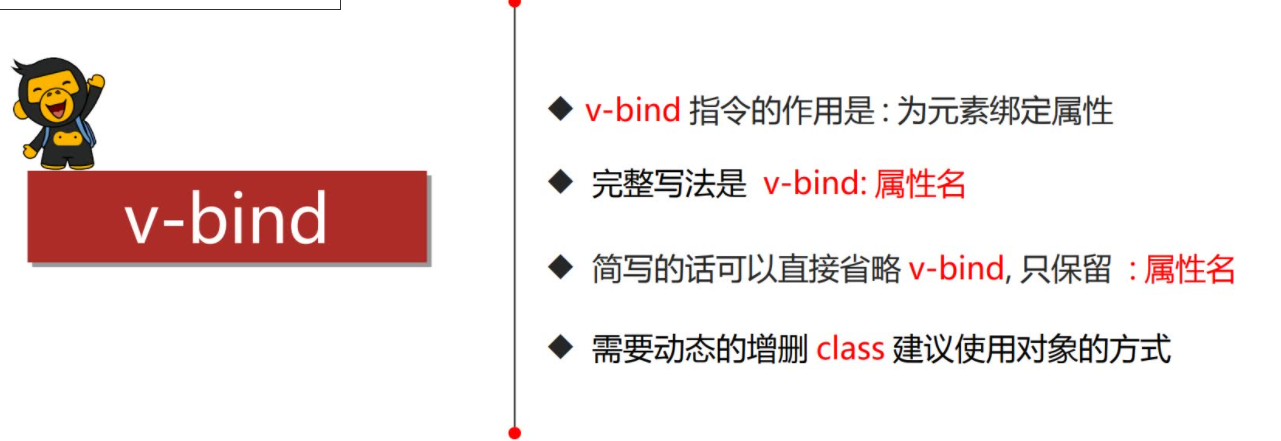 v-bind
v-bind 指令的作用是 : 为元素绑定属性
完整写法是 v-bind: 属性名
简写的话可以直接省略 v-bind, 只保留 : 属性名
需要动态的增删 class 建议使用对象的方式